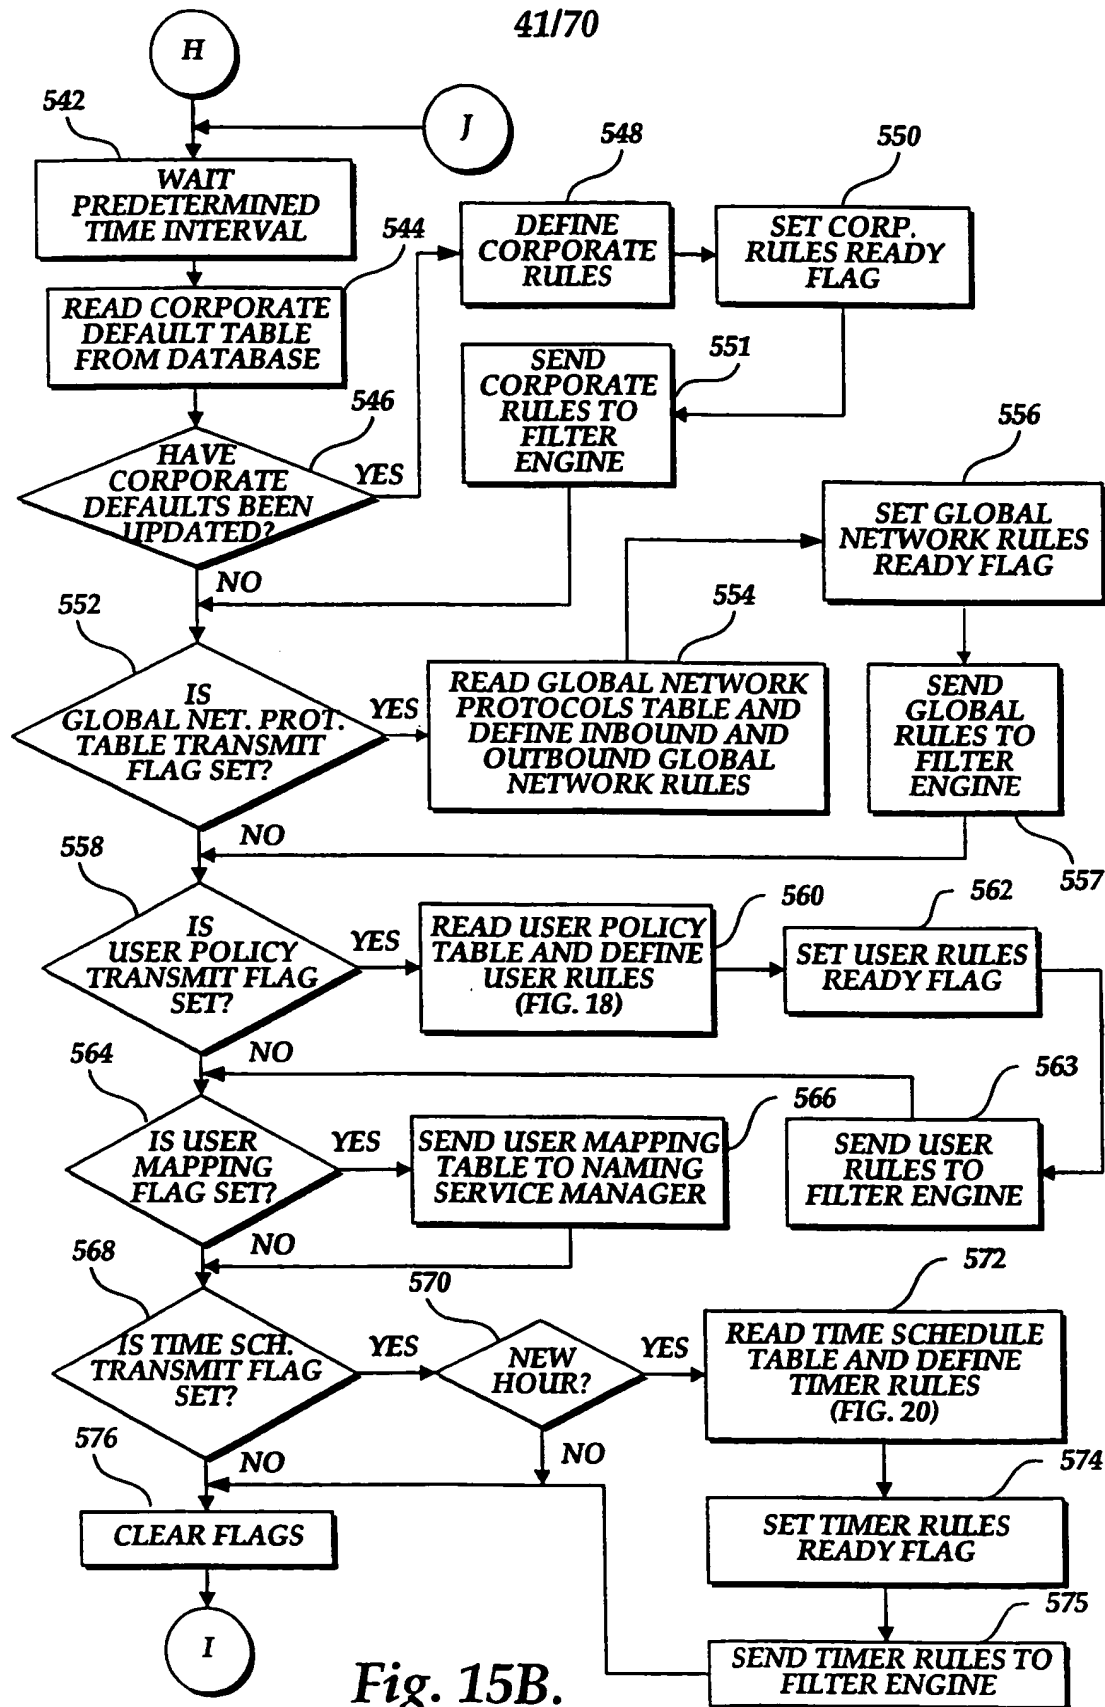 41/70
H
J
542
WAIT
PREDETERMINED
TIME INTERVAL
544
READ CORPORATE
DEFAULT TABLE
FROM DATABASE
546
HAVE
CORPORATE
DEFAULTS BEEN
UPDATED?
YES
NO
548
DEFINE
CORPORATE
RULES
550
SET CORP.
RULES READY
FLAG
551
SEND
CORPORATE
RULES TO
FILTER
ENGINE
552
IS
GLOBAL NET. PROT.
TABLE TRANSMIT
FLAG SET?
YES
NO
554
READ GLOBAL NETWORK
PROTOCOLS TABLE AND
DEFINE INBOUND AND
OUTBOUND GLOBAL
NETWORK RULES
556
SET GLOBAL
NETWORK RULES
READY FLAG
SEND
GLOBAL
RULES TO
FILTER
ENGINE
557
558
IS
USER POLICY
TRANSMIT FLAG
SET?
YES
NO
560
READ USER POLICY
TABLE AND DEFINE
USER RULES
(FIG. 18)
562
SET USER RULES
READY FLAG
563
SEND USER
RULES TO
FILTER ENGINE
564
IS USER
MAPPING
FLAG SET?
YES
NO
566
SEND USER MAPPING
TABLE TO NAMING
SERVICE MANAGER
568
IS TIME SCH.
TRANSMIT FLAG
SET?
YES
NO
570
NEW
HOUR?
YES
NO
572
READ TIME SCHEDULE
TABLE AND DEFINE
TIMER RULES
(FIG. 20)
574
SET TIMER RULES
READY FLAG
575
SEND TIMER RULES TO
FILTER ENGINE
576
CLEAR FLAGS
I
Fig. 15B.